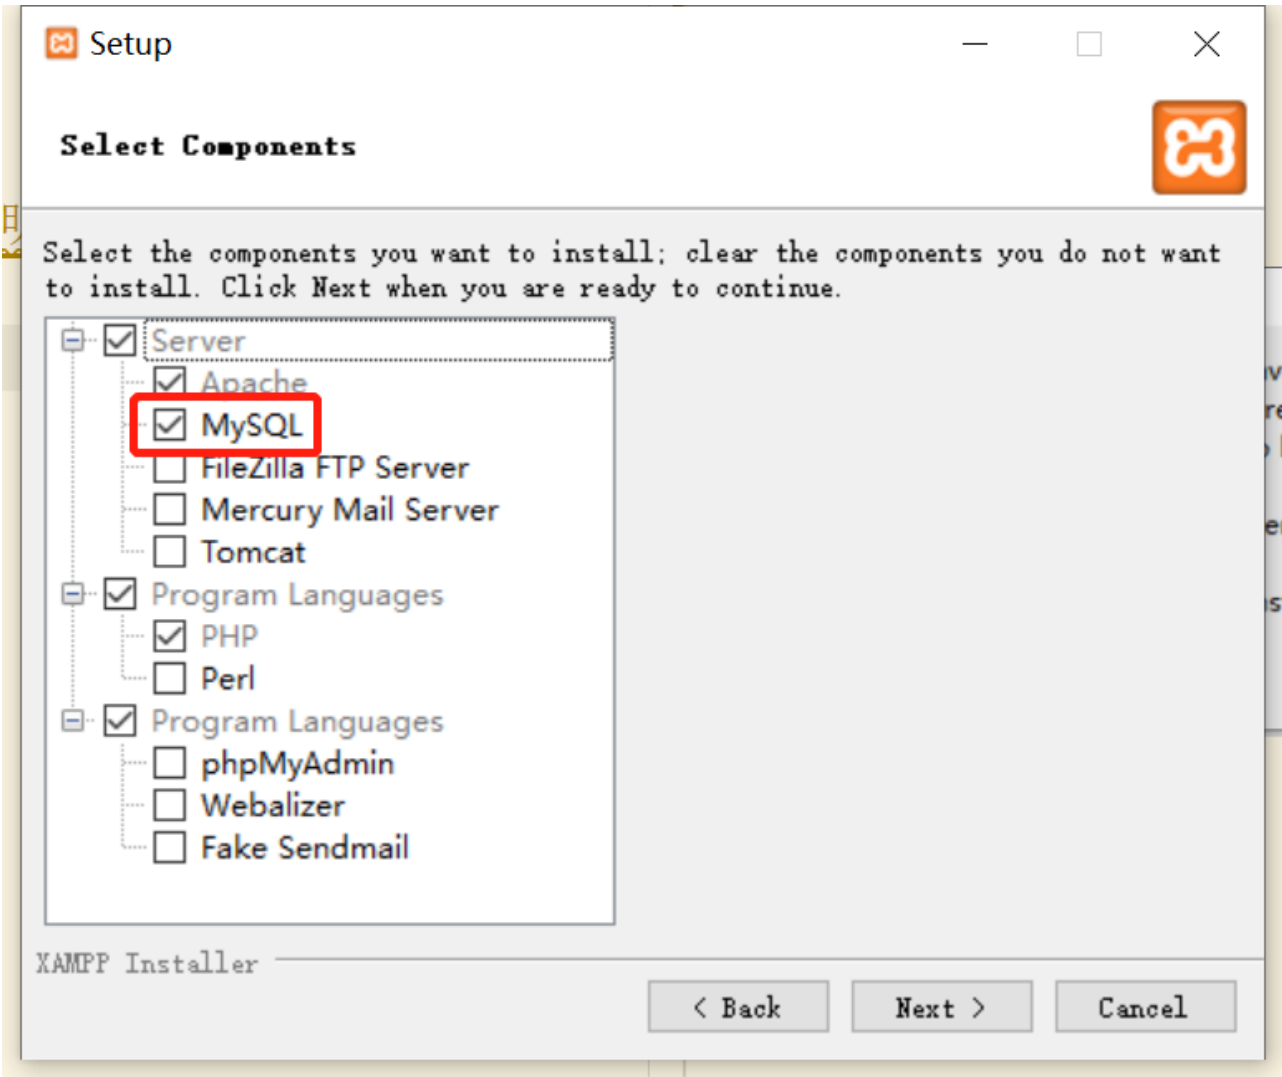 Setup
Select Components
Select the components you want to install; clear the components you do not want
to install. Click Next when you are ready to continue.
Server
Apache
MySQL
FileZilla FTP Server
Mercury Mail Server
Tomcat
Program Languages
PHP
Perl
Program Languages
phpMyAdmin
Webalizer
Fake Sendmail
XAMPP Installer
< Back
Next >
Cancel